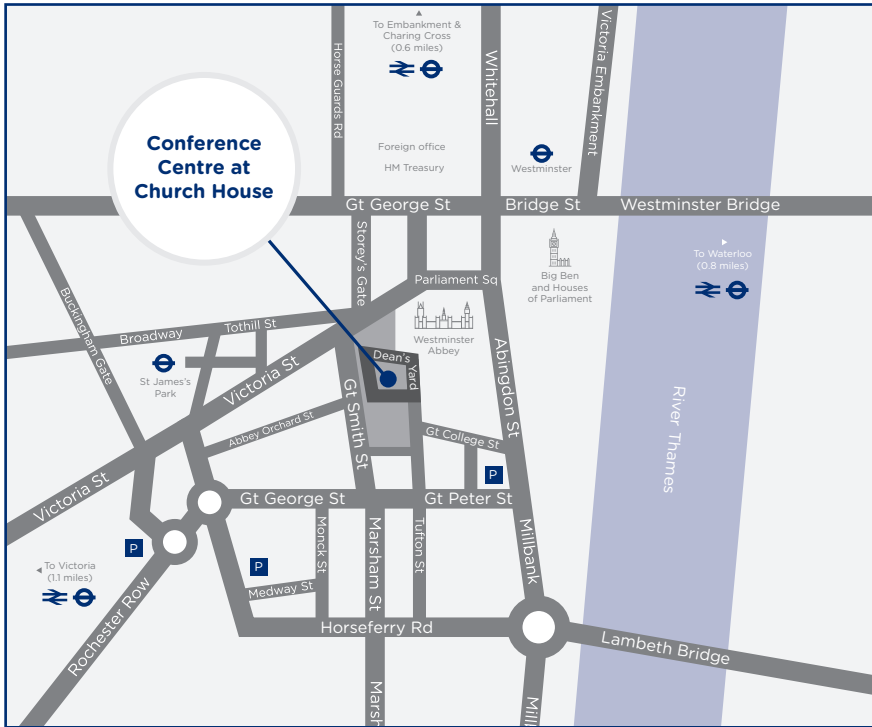 To Embankment &
Charing Cross
(0.6 miles)
Horse Guards Rd
Whitehall
Victoria Embankment
Conference
Centre at
Church House
Foreign office
HM Treasury
Westminster
Gt George St
Bridge St
Westminster Bridge
Storey's Gate
To Waterloo
(0.8 miles)
Big Ben
and Houses
of Parliament
Parliament Sq
Buckingham Gate
Broadway
Tothill St
Westminster
Abbey
St James's
Park
Victoria St
Dean's
Yard
Abingdon St
Gt Smith St
River Thames
Abbey Orchard St
Gt College St
P
Victoria St
Gt George St
Gt Peter St
P
To Victoria
(1.1 miles)
P
Monck St
Marsham St
Tufton St
Millbank
Medway St
Rochester Row
Horseferry Rd
Lambeth Bridge
Marsh
Mill